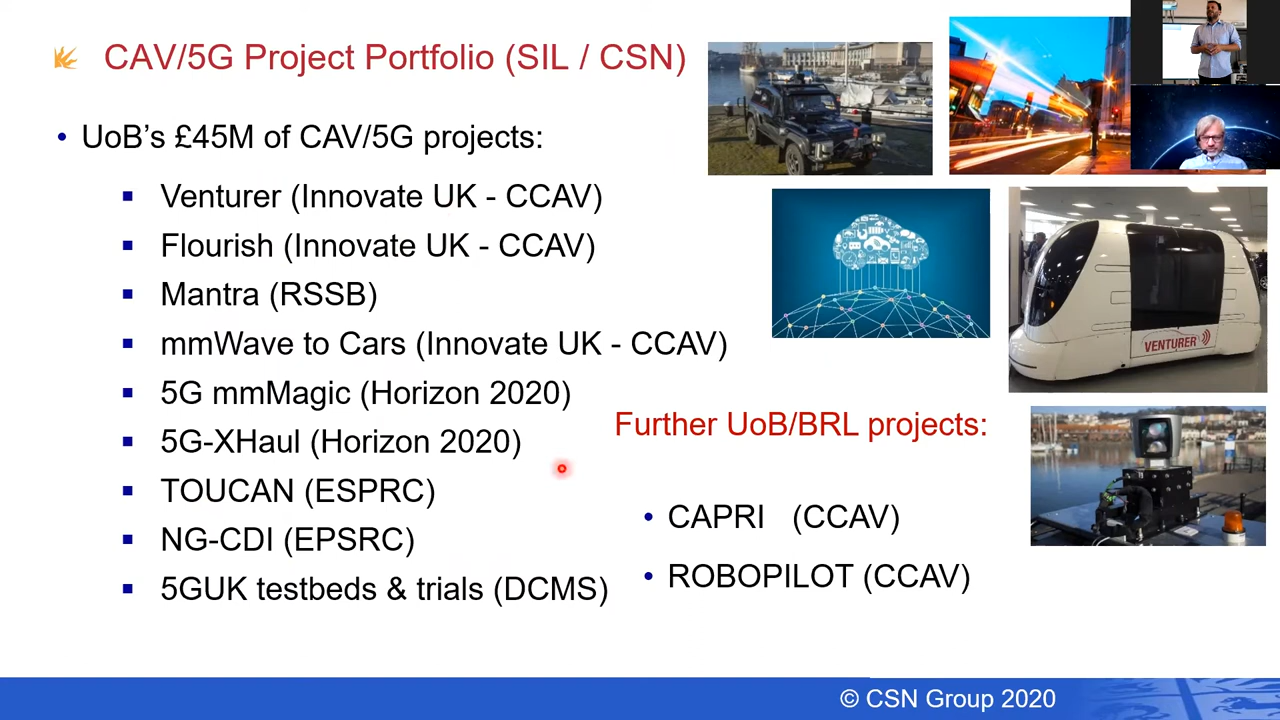 CAV/5G Project Portfolio (SIL / CSN)
• UoB’s £45M of CAV/5G projects:
▪ Venturer (Innovate UK - CCAV)
▪ Flourish (Innovate UK - CCAV)
▪ Mantra (RSSB)
▪ mmWave to Cars (Innovate UK - CCAV)
▪ 5G mmMagic (Horizon 2020)
▪ 5G-XHaul (Horizon 2020)
▪ TOUCAN (ESPRC)
▪ NG-CDI (EPSRC)
▪ 5GUK testbeds & trials (DCMS)
Further UoB/BRL projects:
• CAPRI (CCAV)
• ROBOPILOT (CCAV)
VENTURER
© CSN Group 2020